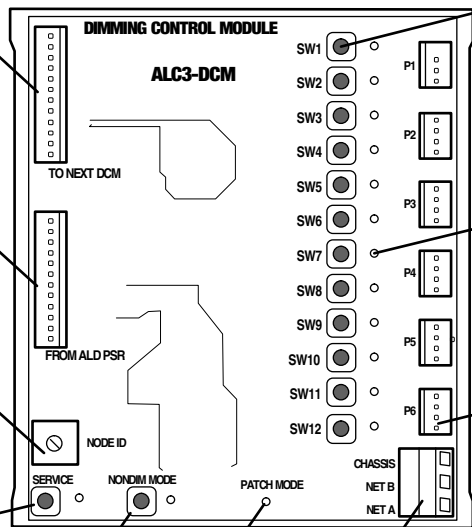 DIMMING CONTROL MODULE
ALC3-DCM
TO NEXT DCM
FROM ALD PSR
NODE ID
SERVICE
NONDIM MODE
PATCH MODE
SW1
SW2
SW3
SW4
SW5
SW6
SW7
SW8
SW9
SW10
SW11
SW12
P1
P2
P3
P4
P5
P6
CHASSIS
NET B
NET A